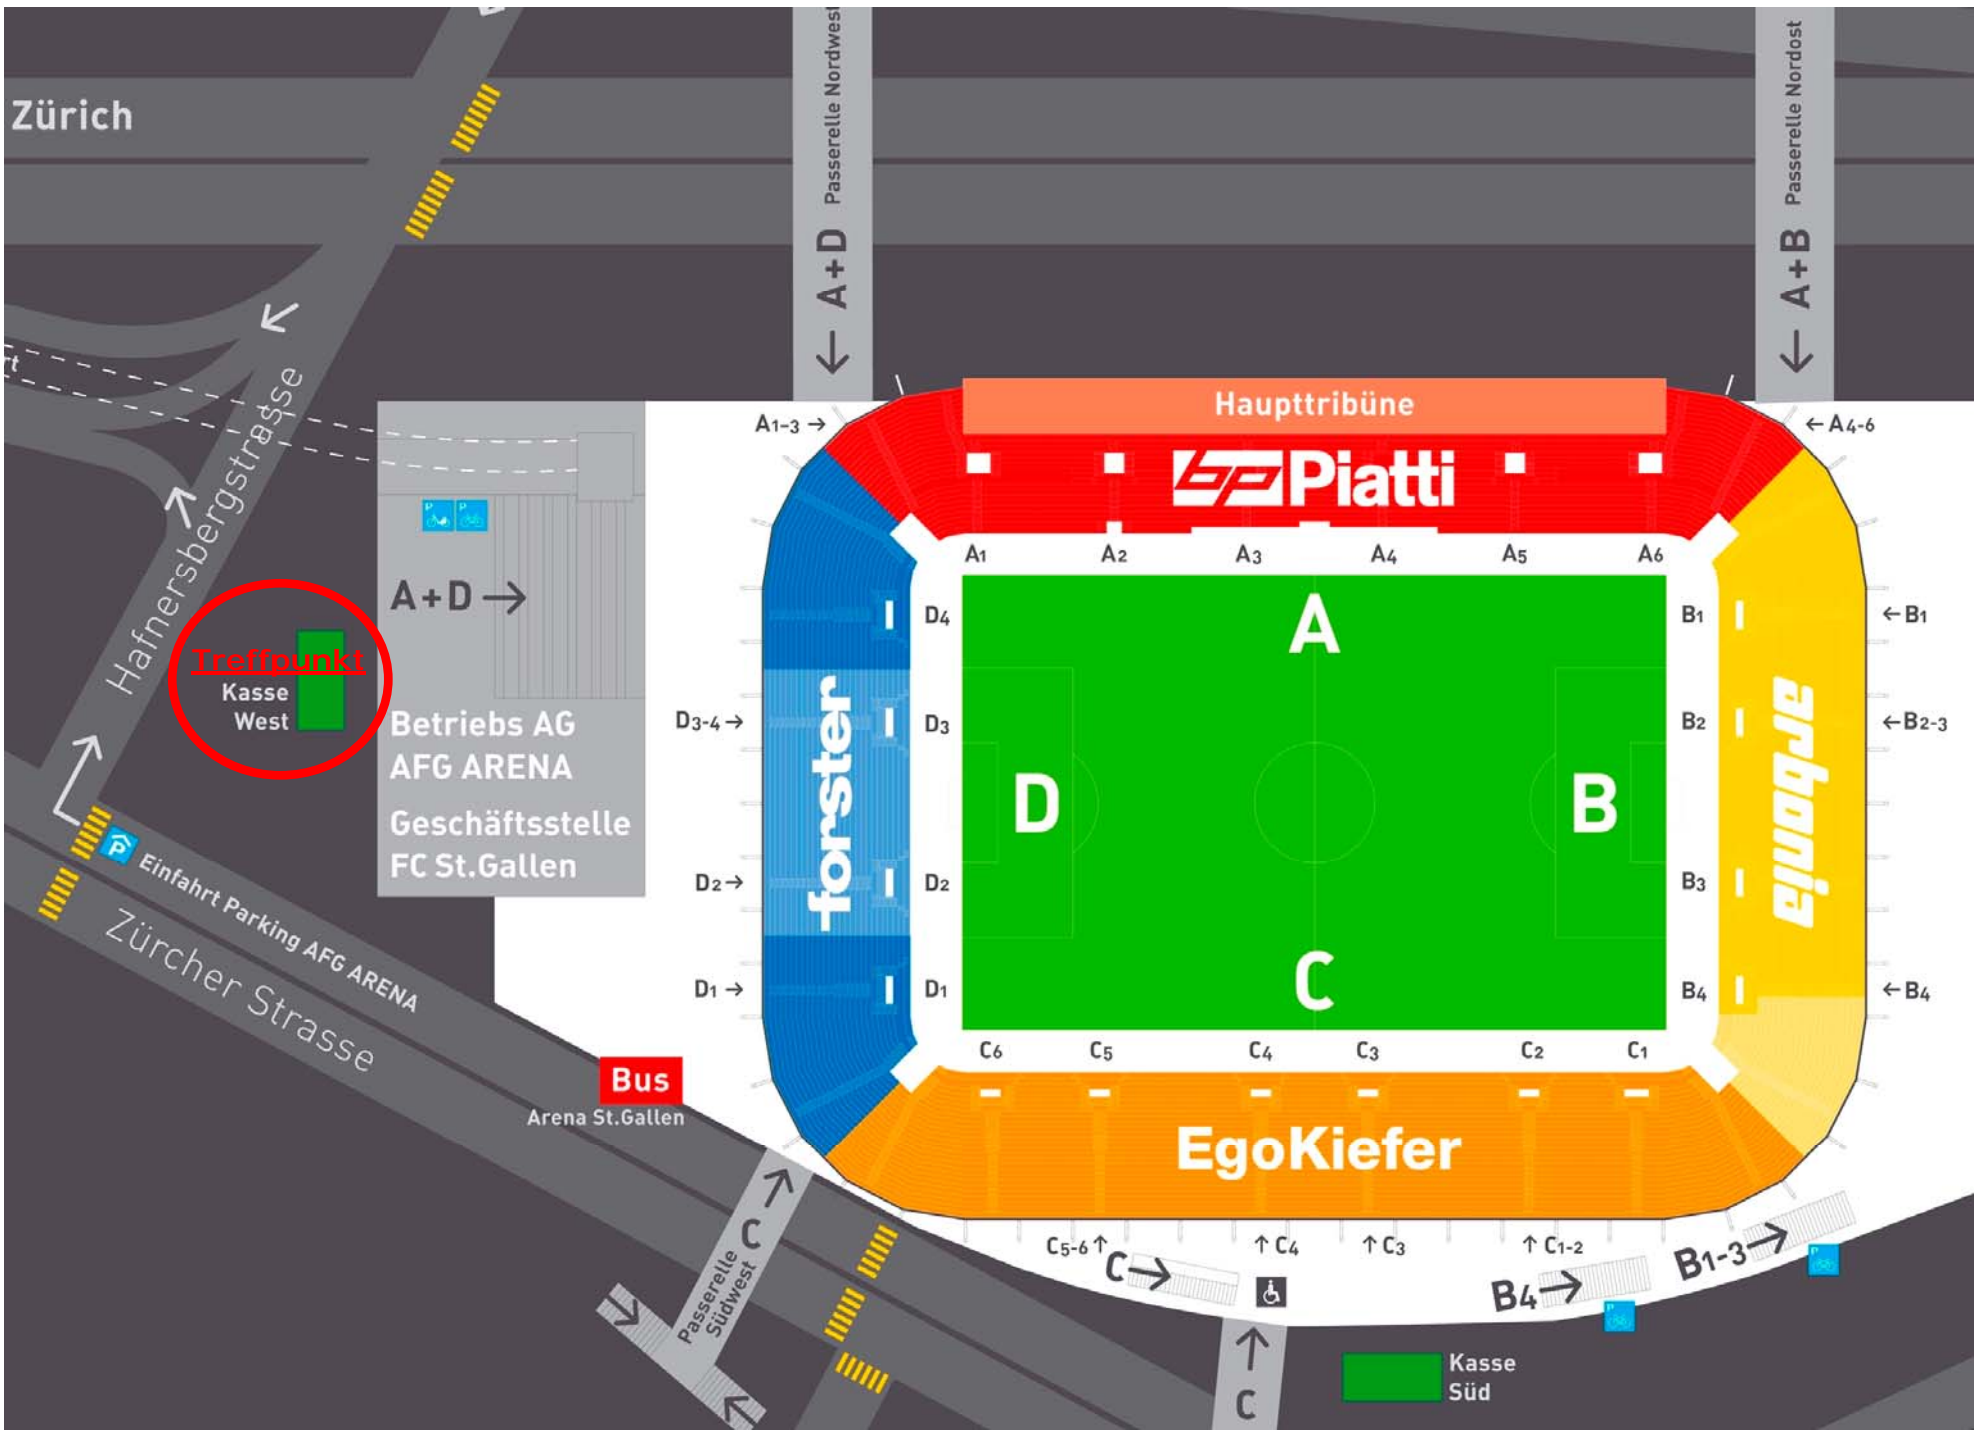 Zürich
Passerelle Nordwest
A+D
Passerelle Nordost
A+B
Hafnersbergstrasse
Haupttribüne
A1-3
A4-6
bp Piatti
A1
A2
A3
A4
A5
A6
P
P
A+D
Treffpunkt
Kasse
West
Betriebs AG
AFG ARENA
Geschäftsstelle
FC St.Gallen
D3-4
D2
D1
forster
D4
D3
D2
D1
A
D
B
C
B1
B2
B3
B4
arbonia
B1
B2-3
B4
P
Einfahrt Parking AFG ARENA
Zürcher Strasse
Bus
Arena St.Gallen
C6
C5
C4
C3
C2
C1
EgoKiefer
C5-6
C4
C3
C1-2
C
B4
B1-3
P
P
C
Passerelle
Südwest
C
Kasse
Süd